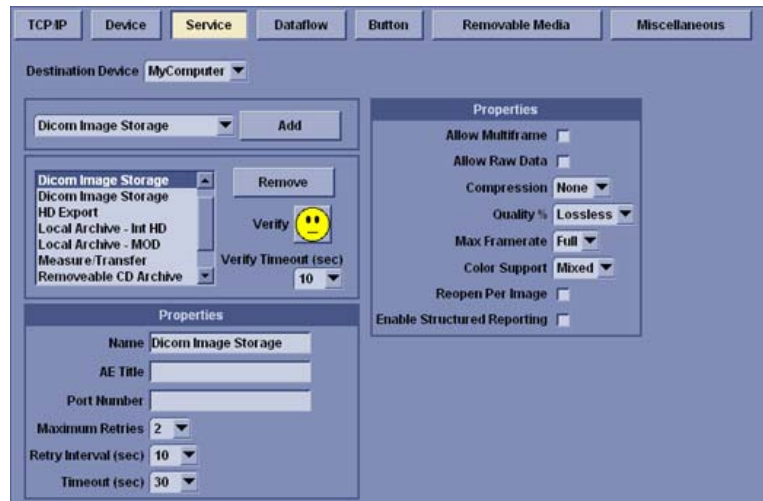 TCP/IP Device Service Dataflow Button Removable Media Miscellaneous
Destination Device MyComputer
Dicom Image Storage Add
Dicom Image Storage
Dicom Image Storage
HD Export
Local Archive - Int HD
Local Archive - MOD
Measure/Transfer
Removeable CD Archive
Remove
Verify
Verify Timeout (sec)
10
Properties
Name Dicom Image Storage
AE Title
Port Number
Maximum Retries 2
Retry Interval (sec) 10
Timeout (sec) 30
Properties
Allow Multiframe
Allow Raw Data
Compression None
Quality % Lossless
Max Framerate Full
Color Support Mixed
Reopen Per Image
Enable Structured Reporting